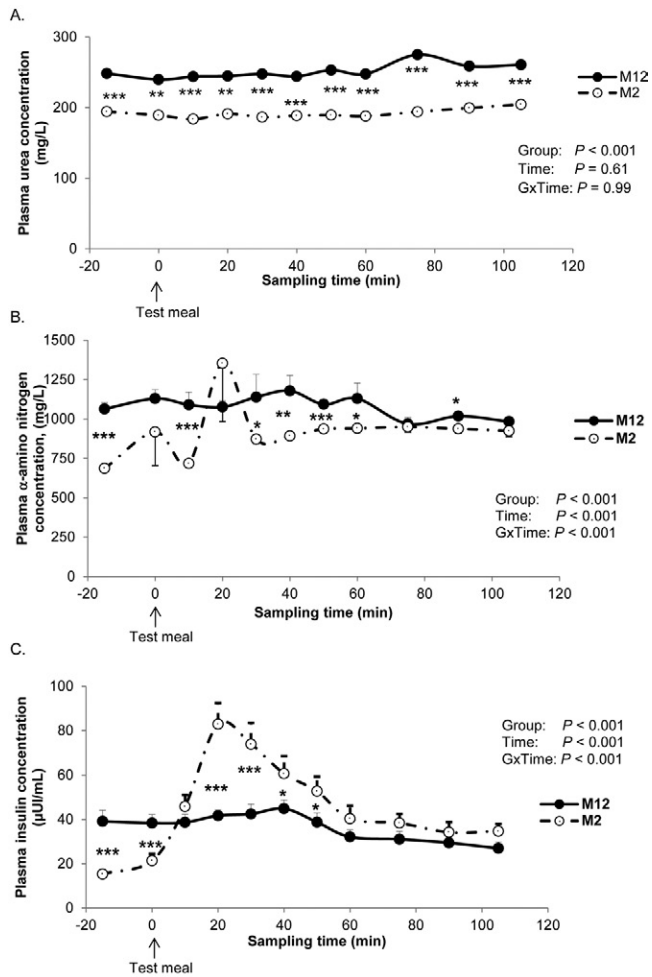 A.
Plasma urea concentration
(mg/L)
300
200
100
0
*** ** *** ** *** *** *** *** *** *** ***
M12
M2
Group: P < 0.001
Time: P = 0.61
GxTime: P = 0.99
-20 0 20 40 60 80 100 120
Sampling time (min)
Test meal
B.
Plasma α-amino nitrogen
concentration, (mg/L)
1500
1250
1000
750
500
250
0
*** *** * ** *** * *
M12
M2
Group: P < 0.001
Time: P < 0.001
GxTime: P < 0.001
-20 0 20 40 60 80 100 120
Sampling time (min)
Test meal
C.
Plasma insulin concentration
(µUI/mL)
100
80
60
40
20
0
*** *** *** *** * *
Group: P < 0.001
Time: P < 0.001
GxTime: P < 0.001
M12
M2
-20 0 20 40 60 80 100 120
Sampling time (min)
Test meal